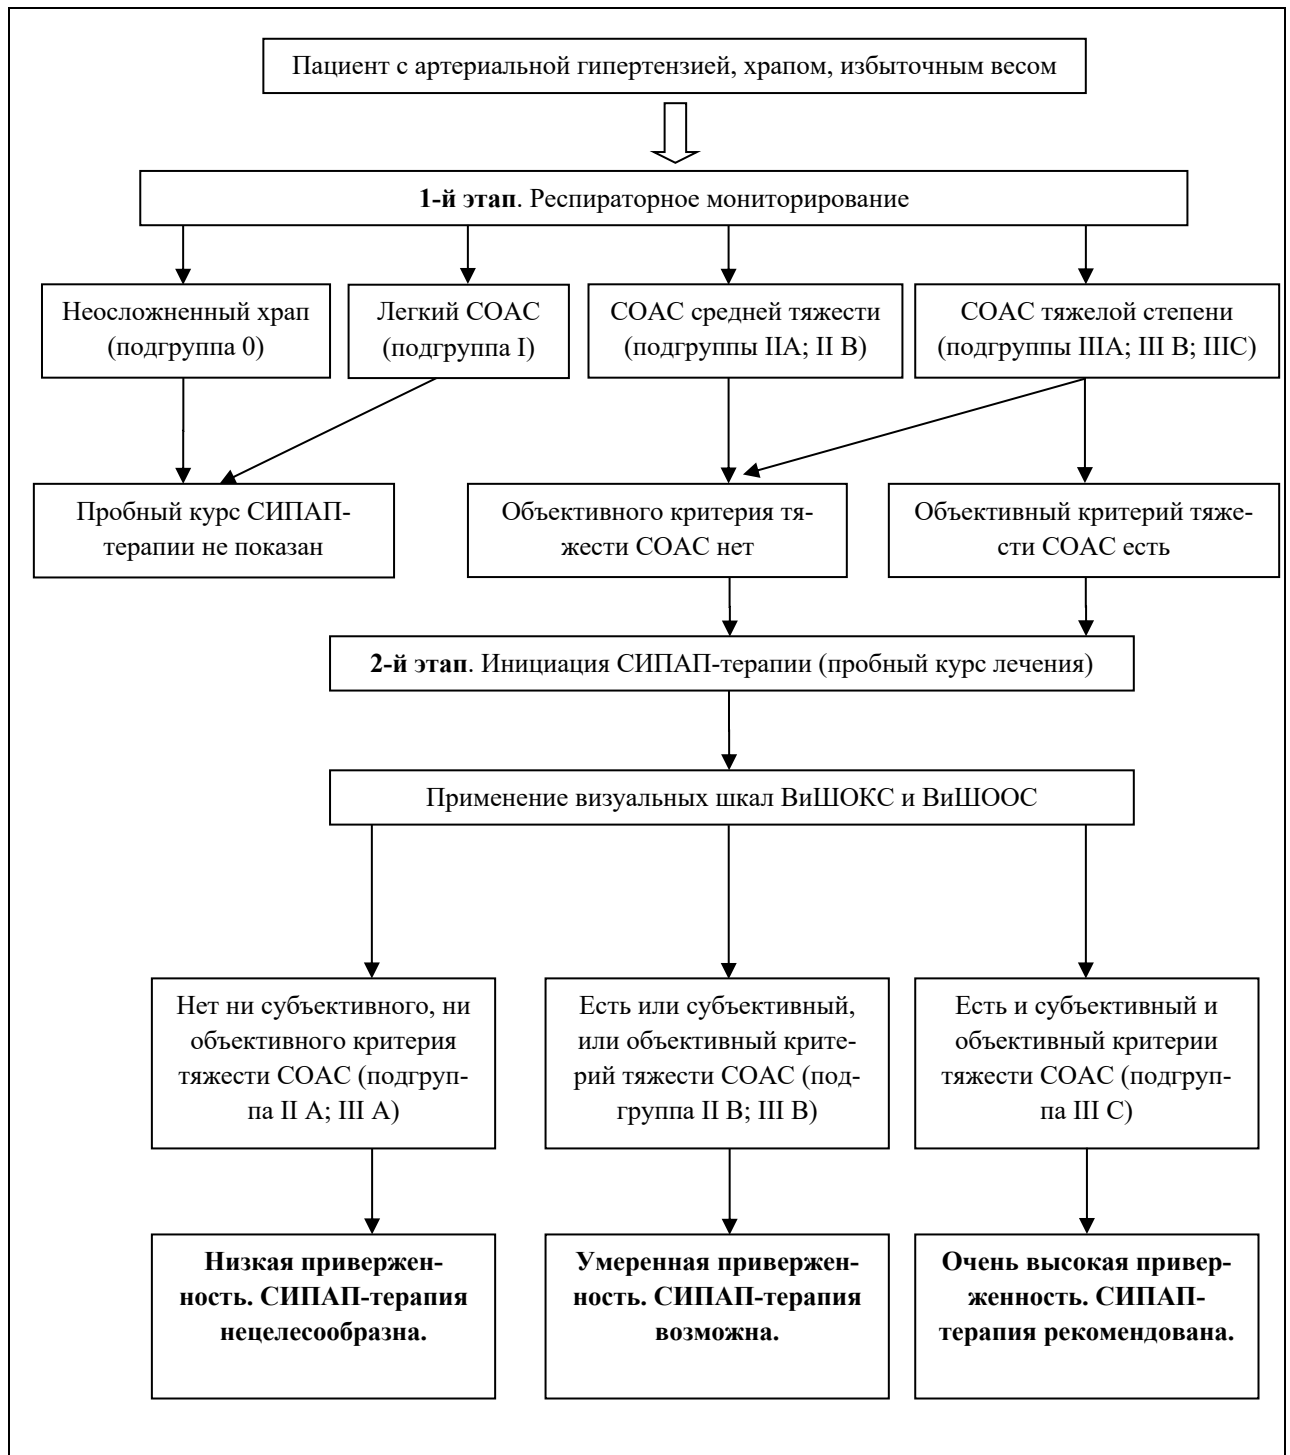 Пациент с артериальной гипертензией, храпом, избыточным весом
1-й этап. Респираторное мониторирование
Неосложненный храп
(подгруппа 0)
Легкий СОАС
(подгруппа I)
СОАС средней тяжести
(подгруппы IIA; II B)
СОАС тяжелой степени
(подгруппы IIIA; III B; IIIC)
Пробный курс СИПАП-
терапии не показан
Объективного критерия тя-
жести СОАС нет
Объективный критерий тяже-
сти СОАС есть
2-й этап. Инициация СИПАП-терапии (пробный курс лечения)
Применение визуальных шкал ВиШОКС и ВиШООС
Нет ни субъективного, ни
объективного критерия
тяжести СОАС (подгруп-
па II A; III A)
Есть или субъективный,
или объективный крите-
рий тяжести СОАС (под-
группа II B; III B)
Есть и субъективный и
объективный критерии
тяжести СОАС (подгруп-
па III C)
Низкая привержен-
ность. СИПАП-терапия
нецелесообразна.
Умеренная привержен-
ность. СИПАП-терапия
возможна.
Очень высокая привер-
женность. СИПАП-
терапия рекомендована.